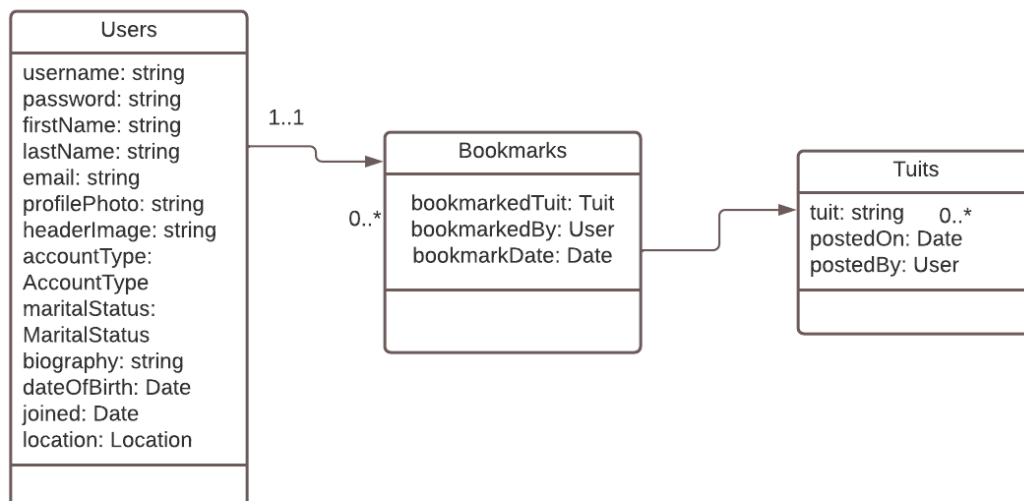 Users
username: string
password: string
firstName: string
lastName: string
email: string
profilePhoto: string
headerImage: string
accountType:
AccountType
maritalStatus:
MaritalStatus
biography: string
dateOfBirth: Date
joined: Date
location: Location
1..1
0..*
Bookmarks
bookmarkedTuit: Tuit
bookmarkedBy: User
bookmarkDate: Date
Tuits
tuit: string 0..*
postedOn: Date
postedBy: User